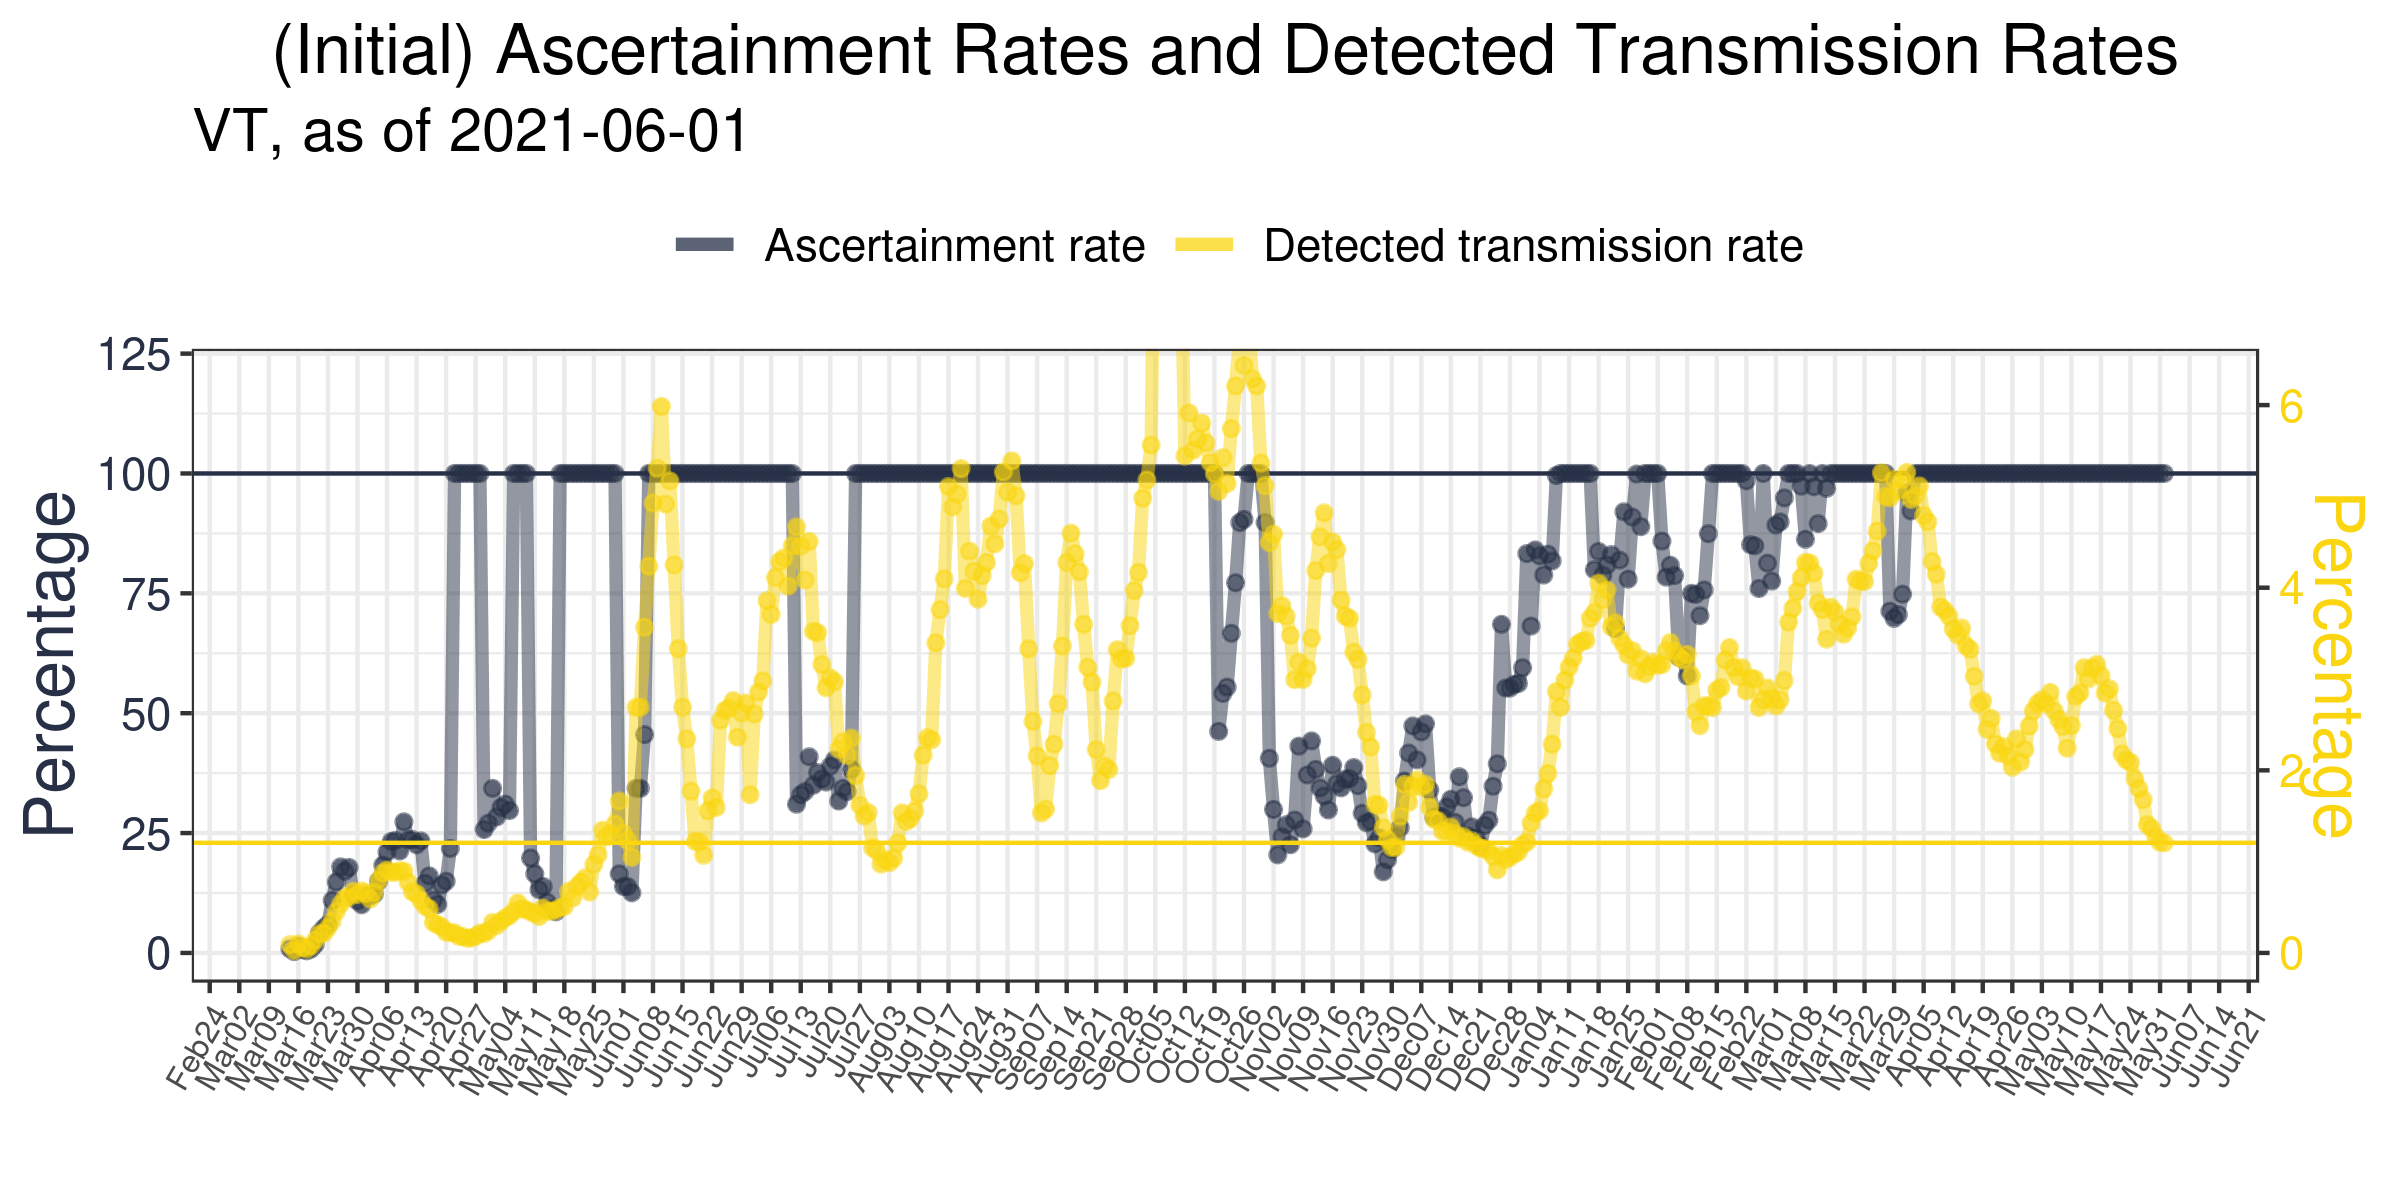 (Initial) Ascertainment Rates and Detected Transmission Rates
VT, as of 2021-06-01
Ascertainment rate
Detected transmission rate
125
100
75
50
25
0
Percentage
6
4
2
0
Percentage
Feb24
Mar02
Mar09
Mar16
Mar23
Mar30
Apr06
Apr13
Apr20
Apr27
May04
May11
May18
May25
Jun01
Jun08
Jun15
Jun22
Jun29
Jul06
Jul13
Jul20
Jul27
Aug03
Aug10
Aug17
Aug24
Aug31
Sep07
Sep14
Sep21
Sep28
Oct05
Oct12
Oct19
Oct26
Nov02
Nov09
Nov16
Nov23
Nov30
Dec07
Dec14
Dec21
Dec28
Jan04
Jan11
Jan18
Jan25
Feb01
Feb08
Feb15
Feb22
Mar01
Mar08
Mar15
Mar22
Mar29
Apr05
Apr12
Apr19
Apr26
May03
May10
May17
May24
May31
Jun07
Jun14
Jun21